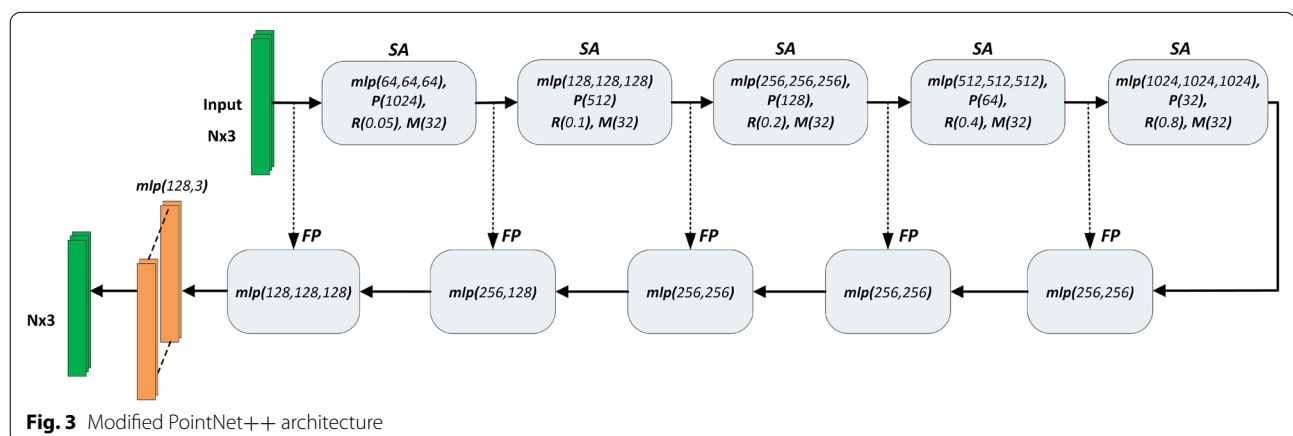 SA
SA
SA
SA
SA
Input
Nx3
mlp(64,64,64),
P(1024),
R(0.05), M(32)
mlp(128,128,128)
P(512)
R(0.1), M(32)
mlp(256,256,256),
P(128),
R(0.2), M(32)
mlp(512,512,512),
P(64),
R(0.4), M(32)
mlp(1024,1024,1024),
P(32),
R(0.8), M(32)
FP
FP
FP
FP
FP
mlp(256,256)
mlp(256,256)
mlp(256,256)
mlp(256,128)
mlp(128,128,128)
mlp(128,3)
Nx3
Fig. 3 Modified PointNet++ architecture